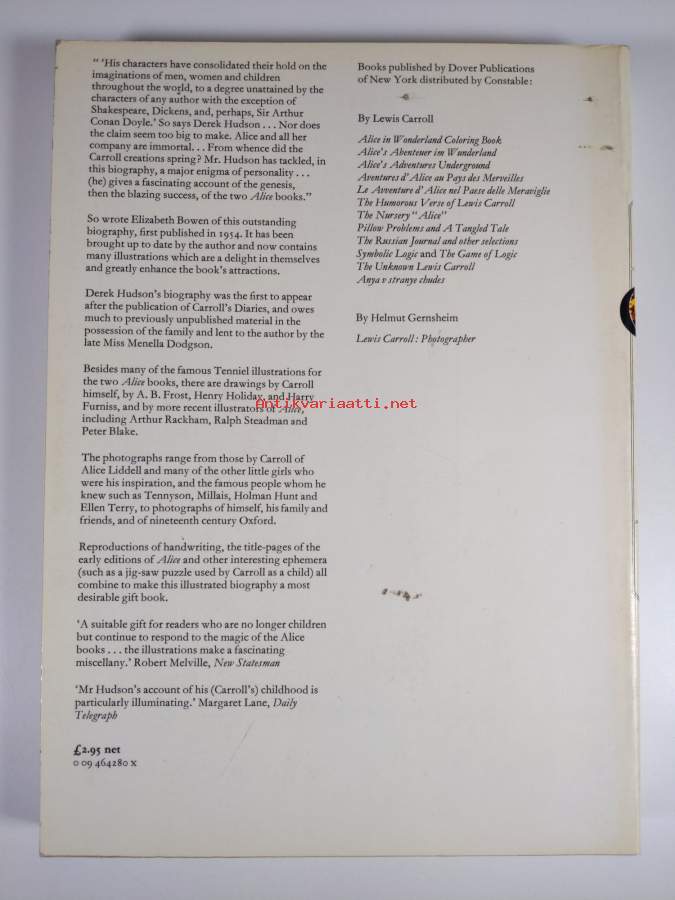 “ ‘His characters have consolidated their hold on the
imaginations of men, women and children
throughout the world, to a degree unattained by the
characters of any author with the exception of
Shakespeare, Dickens, and, perhaps, Sir Arthur
Conan Doyle.’ So says Derek Hudson . . . Nor does
the claim seem too big to make. Alice and all her
company are immortal. . . From whence did the
Carroll creations spring? Mr. Hudson has tackled, in
this biography, a major enigma of personality . . .
(he) gives a fascinating account of the genesis,
then the blazing success, of the two Alice books.”
So wrote Elizabeth Bowen of this outstanding
biography, first published in 1954. It has been
brought up to date by the author and now contains
many illustrations which are a delight in themselves
and greatly enhance the book’s attractions.
Derek Hudson’s biography was the first to appear
after the publication of Carroll’s Diaries, and owes
much to previously unpublished material in the
possession of the family and lent to the author by the
late Miss Menella Dodgson.
Besides many of the famous Tenniel illustrations for
the two Alice books, there are drawings by Carroll
himself, by A. B. Frost, Henry Holiday, and Harry
Furniss, and by more recent illustrators of Alice,
including Arthur Rackham, Ralph Steadman and
Peter Blake.
The photographs range from those by Carroll of
Alice Liddell and many of the other little girls who
were his inspiration, and the famous people whom he
knew such as Tennyson, Millais, Holman Hunt and
Ellen Terry, to photographs of himself, his family and
friends, and of nineteenth century Oxford.
Reproductions of handwriting, the title-pages of the
early editions of Alice and other interesting ephemera
(such as a jig-saw puzzle used by Carroll as a child) all
combine to make this illustrated biography a most
desirable gift book.
‘A suitable gift for readers who are no longer children
but continue to respond to the magic of the Alice
books . . . the illustrations make a fascinating
miscellany.’ Robert Melville, New Statesman
‘Mr Hudson’s account of his (Carroll’s) childhood is
particularly illuminating.’ Margaret Lane, Daily
Telegraph
£2.95 net
0 09 464280 x
Books published by Dover Publications
of New York distributed by Constable:
By Lewis Carroll
Alice in Wonderland Coloring Book
Alice’s Abenteuer im Wunderland
Alice’s Adventures Underground
Aventures d’Alice au Pays des Merveilles
Le Avventure d’Alice nel Paese delle Meraviglie
The Humorous Verse of Lewis Carroll
The Nursery “Alice”
Pillow Problems and A Tangled Tale
The Russian Journal and other selections
Symbolic Logic and The Game of Logic
The Unknown Lewis Carroll
Anya v stranye chudes
By Helmut Gernsheim
Lewis Carroll: Photographer
Antikvariaatti.net